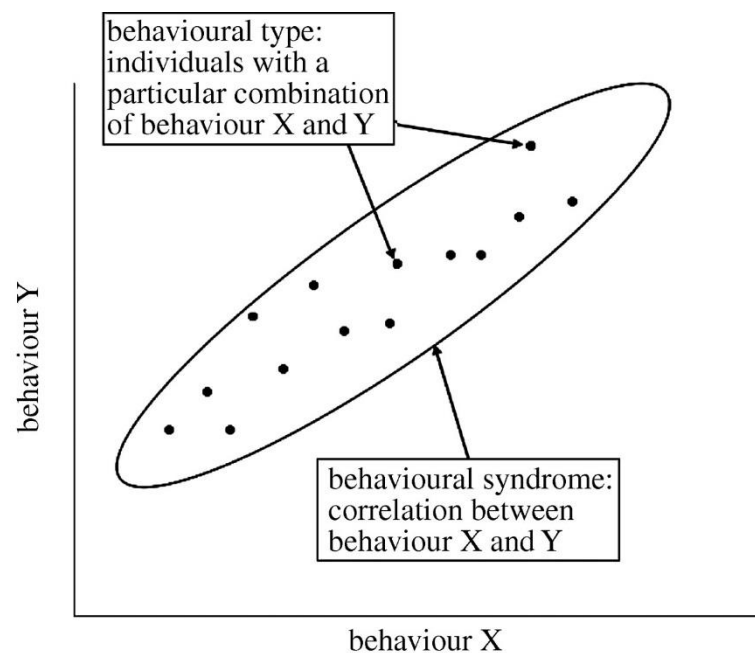 behavioural type:
individuals with a
particular combination
of behaviour X and Y
behaviour Y
behavioural syndrome:
correlation between
behaviour X and Y
behaviour X